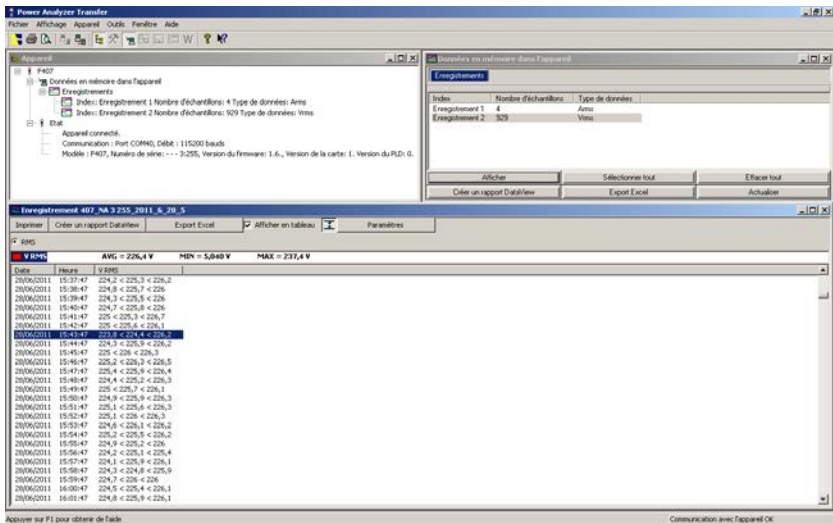 Power Analyzer Transfer
Fichier Affichage Appareil Outils Fenêtre Aide
Appareil
F407
Données en mémoire dans l'appareil
Enregistrements
Index: Enregistrement 1 Nombre d'échantillons: 4 Type de données: Arms
Index: Enregistrement 2 Nombre d'échantillons: 929 Type de données: Vrms
Etat
Appareil connecté.
Communication : Port COM40, Débit : 115200 bauds
Modèle : F407, Numéro de série: - - - 3:255, Version du firmware: 1.6., Version de la carte: 1. Version du PLD: 0.
Données en mémoire dans l'appareil
Enregistrements
Index Nombre d'échantillons Type de données
Enregistrement 1 4 Arms
Enregistrement 2 929 Vrms
Afficher Sélectionner tout Effacer tout
Créer un rapport DataView Export Excel Actualiser
Enregistrement 407_NA 3 255_2011_6_20_5
Imprimer Créer un rapport DataView Export Excel Afficher en tableau Paramètres
RMS
V RMS AVG = 226,4 V MIN = 5,040 V MAX = 237,4 V
Date Heure V RMS
28/06/2011 15:37:47 224,2 < 225,3 < 226,2
28/06/2011 15:38:47 224,8 < 225,7 < 226
28/06/2011 15:39:47 224,3 < 225,5 < 226
28/06/2011 15:40:47 224,7 < 225,8 < 226
28/06/2011 15:41:47 225 < 225,3 < 226,7
28/06/2011 15:42:47 225 < 225,6 < 226,1
28/06/2011 15:43:47 223,8 < 224,4 < 226,2
28/06/2011 15:44:47 224,3 < 225,9 < 226,2
28/06/2011 15:45:47 225 < 226 < 226,3
28/06/2011 15:46:47 225,2 < 226,3 < 226,5
28/06/2011 15:47:47 225,4 < 225,9 < 226,4
28/06/2011 15:48:47 224,4 < 225,2 < 226,3
28/06/2011 15:49:47 225 < 225,7 < 226,1
28/06/2011 15:50:47 224,9 < 225,9 < 226,3
28/06/2011 15:51:47 225,1 < 225,6 < 226,3
28/06/2011 15:52:47 225,1 < 226 < 226,3
28/06/2011 15:53:47 224,6 < 226,1 < 226,2
28/06/2011 15:54:47 225,2 < 225,5 < 226,2
28/06/2011 15:55:47 224,9 < 225,2 < 226
28/06/2011 15:56:47 224,2 < 225,1 < 225,4
28/06/2011 15:57:47 224,1 < 225,9 < 226,1
28/06/2011 15:58:47 224,3 < 224,8 < 225,9
28/06/2011 15:59:47 224,7 < 226 < 226
28/06/2011 16:00:47 224,5 < 225,4 < 226,1
28/06/2011 16:01:47 224,8 < 225,9 < 226,1
Appuyer sur F1 pour obtenir de l'aide Communication avec l'appareil OK